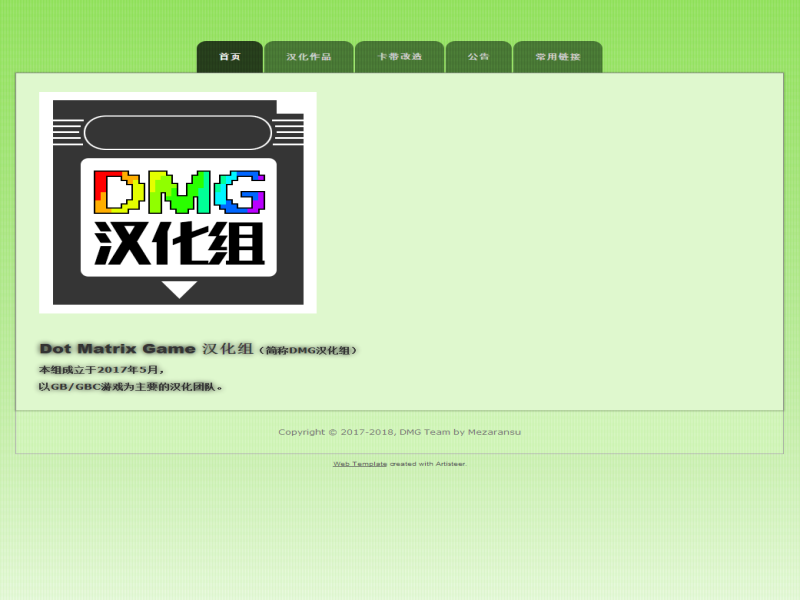 首页 汉化作品 卡带改造 公告 常用链接
DMG
汉化组
Dot Matrix Game 汉化组（简称DMG汉化组）
本组成立于2017年5月，
以GB/GBC游戏为主要的汉化团队。
Copyright © 2017-2018, DMG Team by Mezaransu
Web Template created with Artisteer.